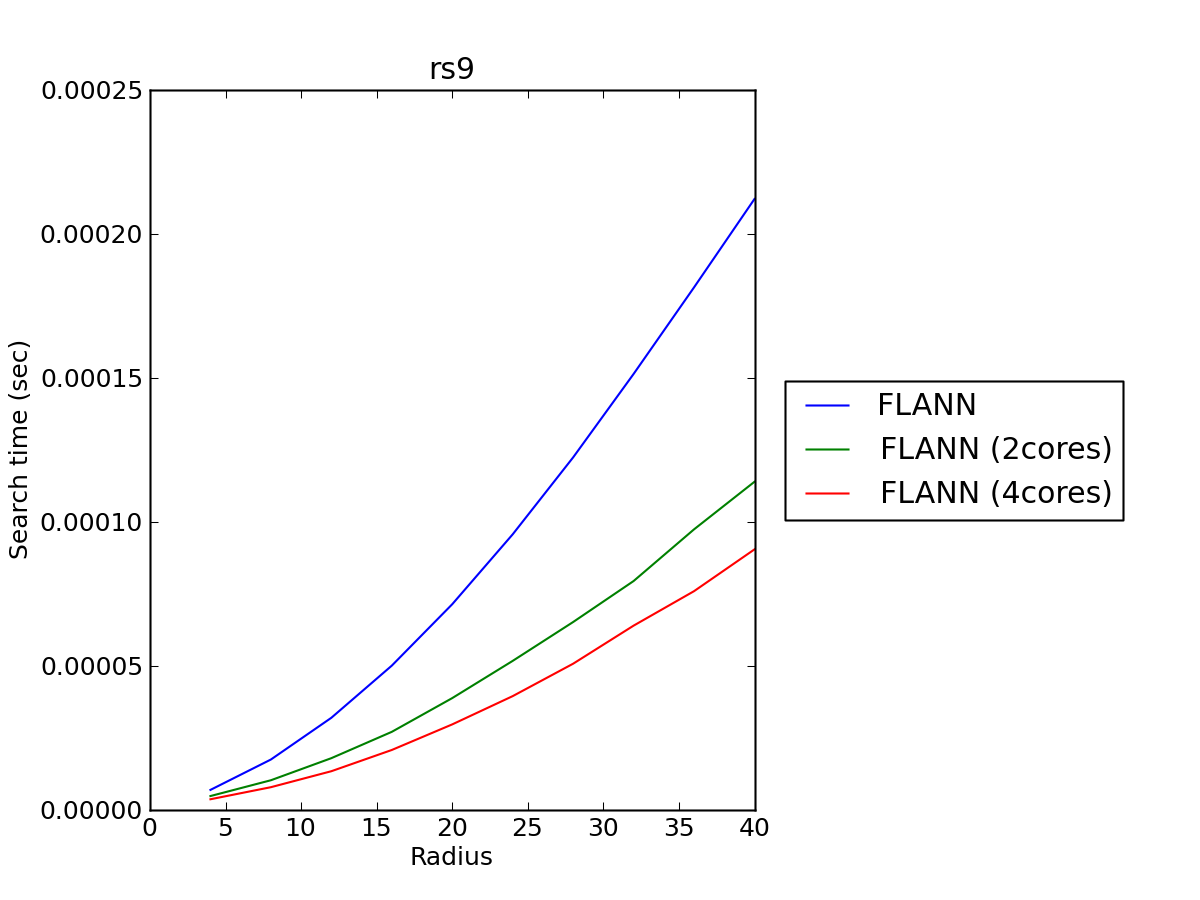 rs9
0.00025
0.00020
0.00015
0.00010
0.00005
0.00000
Search time (sec)
0 5 10 15 20 25 30 35 40
Radius
FLANN
FLANN (2cores)
FLANN (4cores)